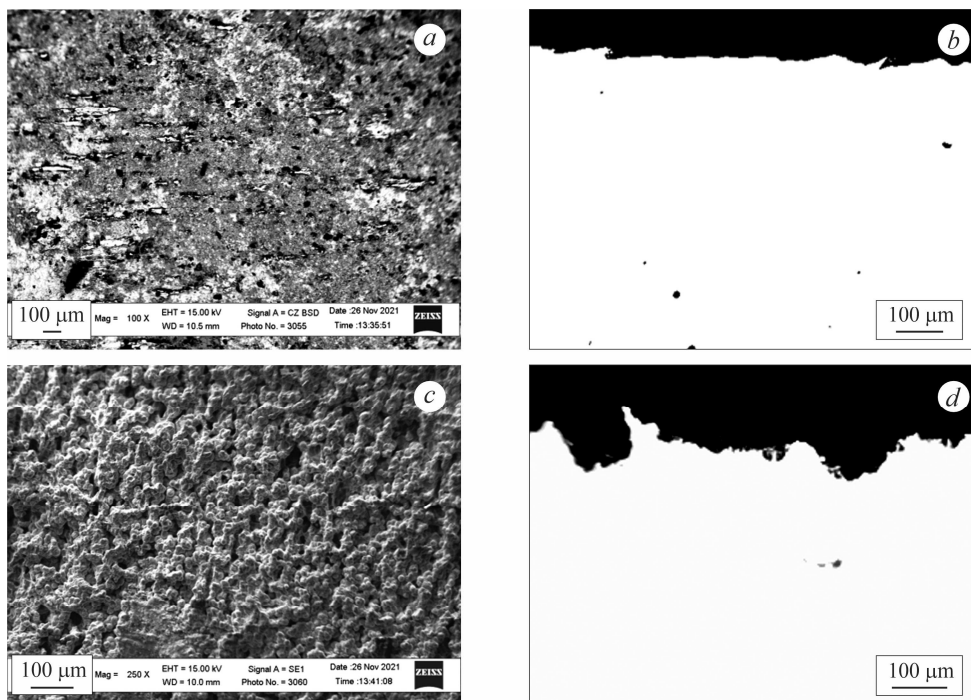 a
b
100 μm
Mag = 100 X
EHT = 15.00 kV
WD = 10.5 mm
Signal A = CZ BSD
Photo No. = 3055
Date :26 Nov 2021
Time :13:35:51
ZEISS
100 μm
c
d
100 μm
Mag = 250 X
EHT = 15.00 kV
WD = 10.0 mm
Signal A = SE1
Photo No. = 3060
Date :26 Nov 2021
Time :13:41:08
ZEISS
100 μm